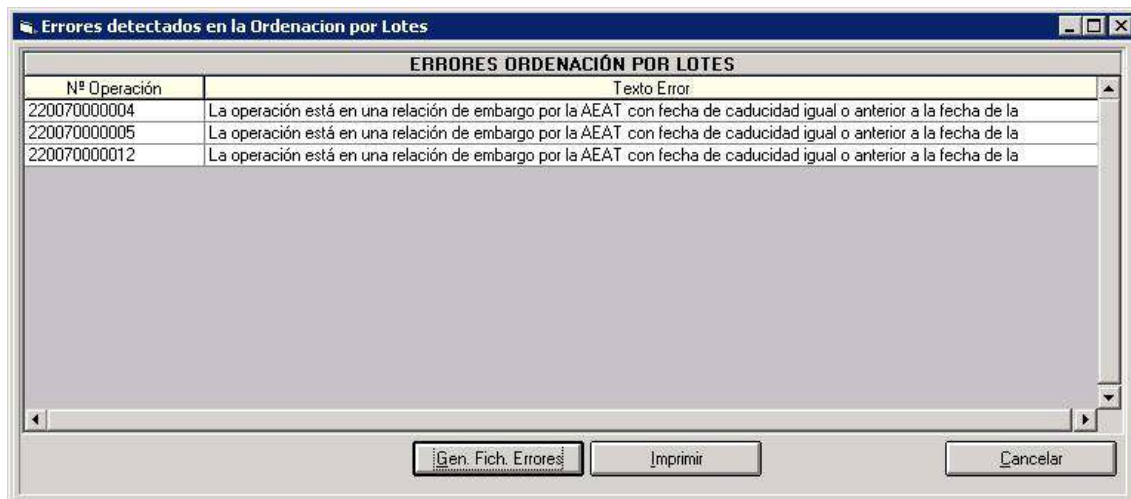 Errores detectados en la Ordenacion por Lotes
ERRORES ORDENACIÓN POR LOTES
Nº Operación Texto Error
220070000004 La operación está en una relación de embargo por la AEAT con fecha de caducidad igual o anterior a la fecha de la
220070000005 La operación está en una relación de embargo por la AEAT con fecha de caducidad igual o anterior a la fecha de la
220070000012 La operación está en una relación de embargo por la AEAT con fecha de caducidad igual o anterior a la fecha de la
Gen. Fich. Errores Imprimir Cancelar